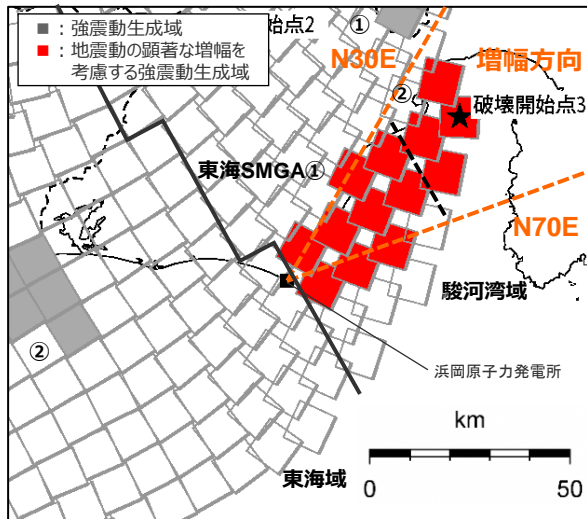 ■ : 強震動生成域
■ : 地震動の顕著な増幅を
考慮する強震動生成域
始点2
①
N30E
増幅方向
②
破壊開始点3
東海SMGA①
N70E
駿河湾域
②
浜岡原子力発電所
km
東海域
0
50